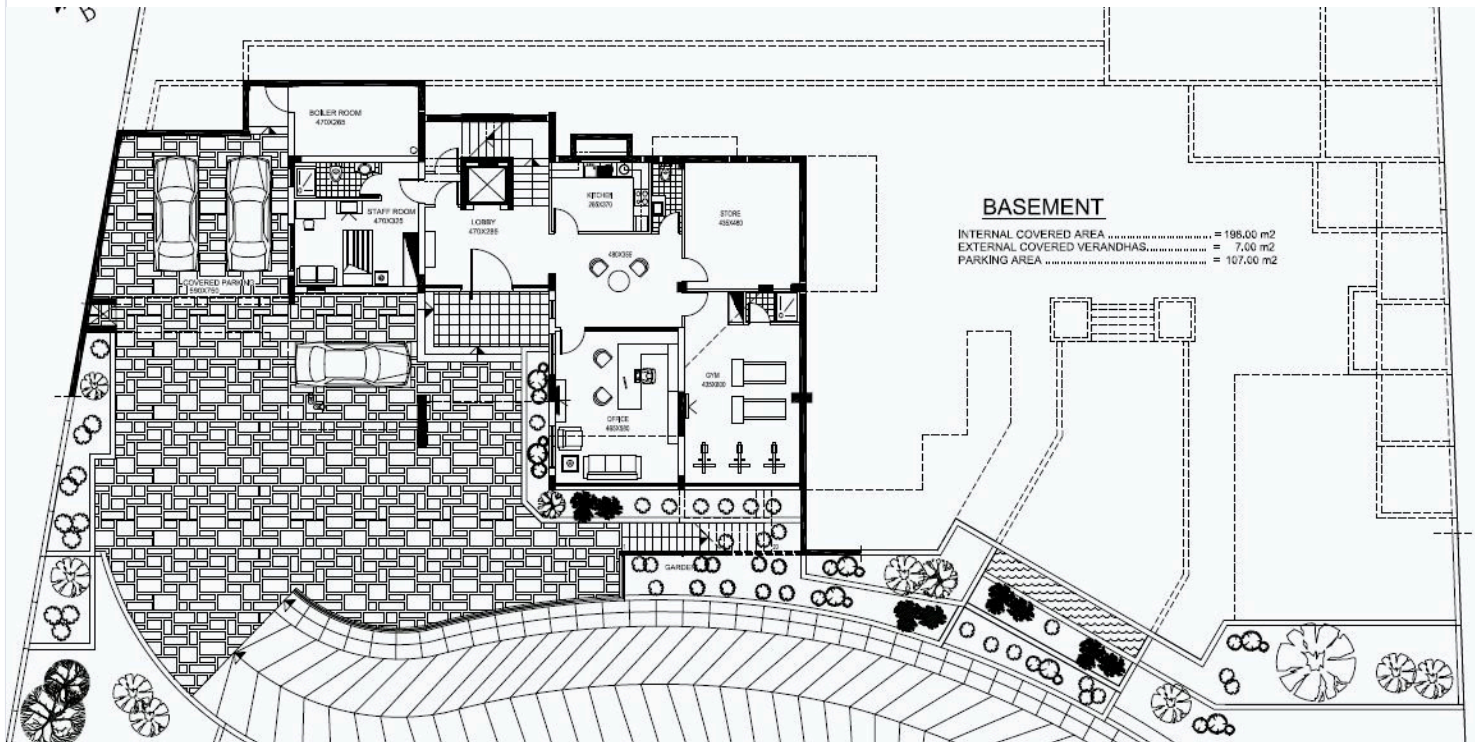 B
BOILER ROOM
470X265
STAFF ROOM
470X325
LOBBY
470X285
KITCHEN
STORE
BASEMENT
INTERNAL COVERED AREA ........................ = 198.00 m2
EXTERNAL COVERED VERANDHAS............... = 7.00 m2
PARKING AREA ........................................ = 107.00 m2
COVERED PARKING
590X750
GYM
OFFICE
GARDEN